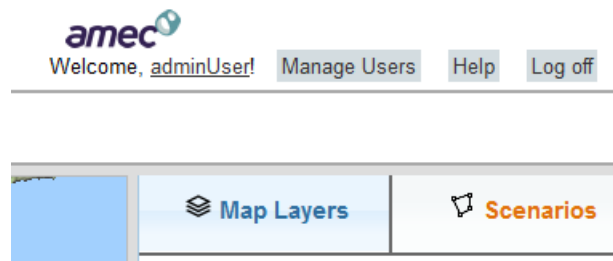 amec
Welcome, adminUser! Manage Users Help Log off
Map Layers Scenarios